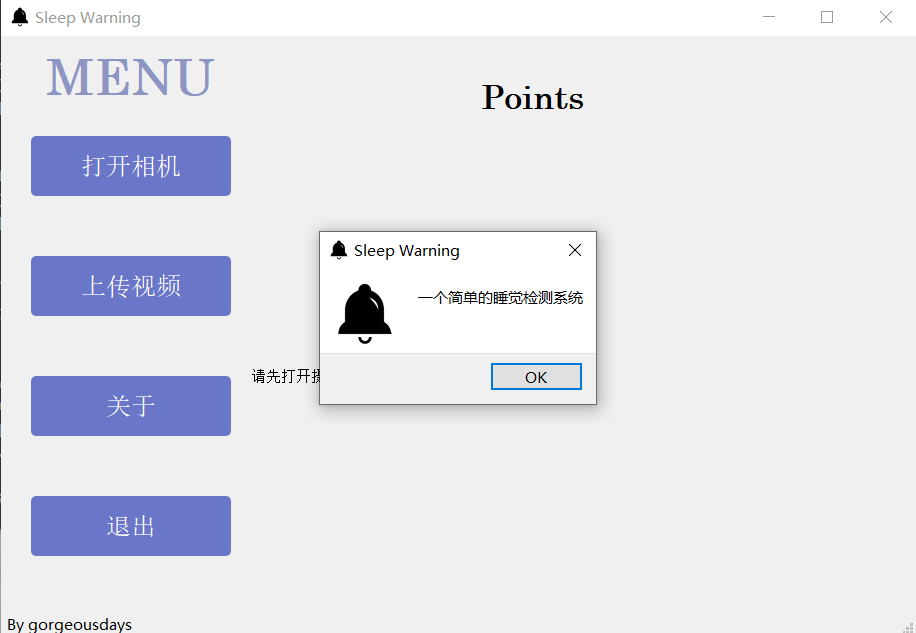 Sleep Warning
MENU
Points
打开相机
上传视频
关于
退出
请先打开
Sleep Warning
一个简单的睡觉检测系统
OK
By gorgeousdays